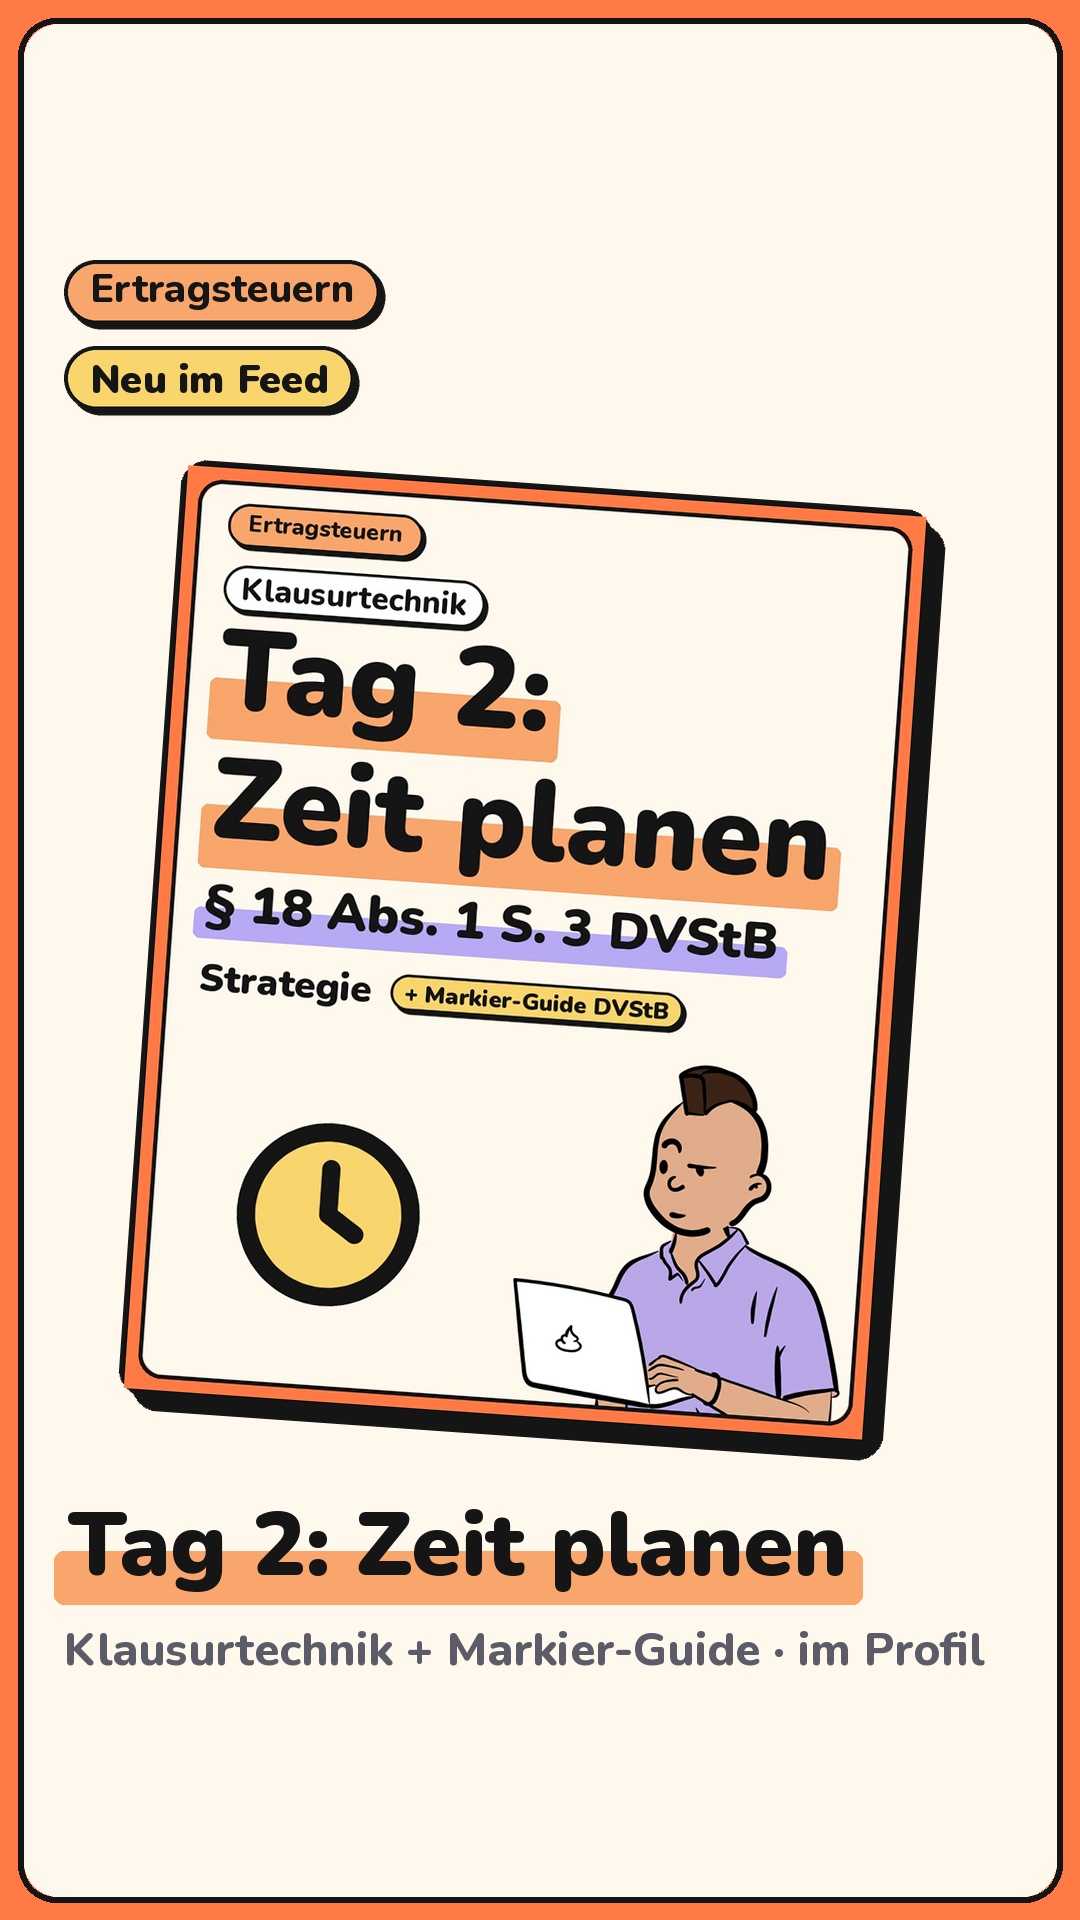 Ertragsteuern
Neu im Feed
Ertragsteuern
Klausurtechnik
Tag 2:
Zeit planen
§ 18 Abs. 1 S. 3 DVStB
Strategie + Markier-Guide DVStB
Tag 2: Zeit planen
Klausurtechnik + Markier-Guide · im Profil